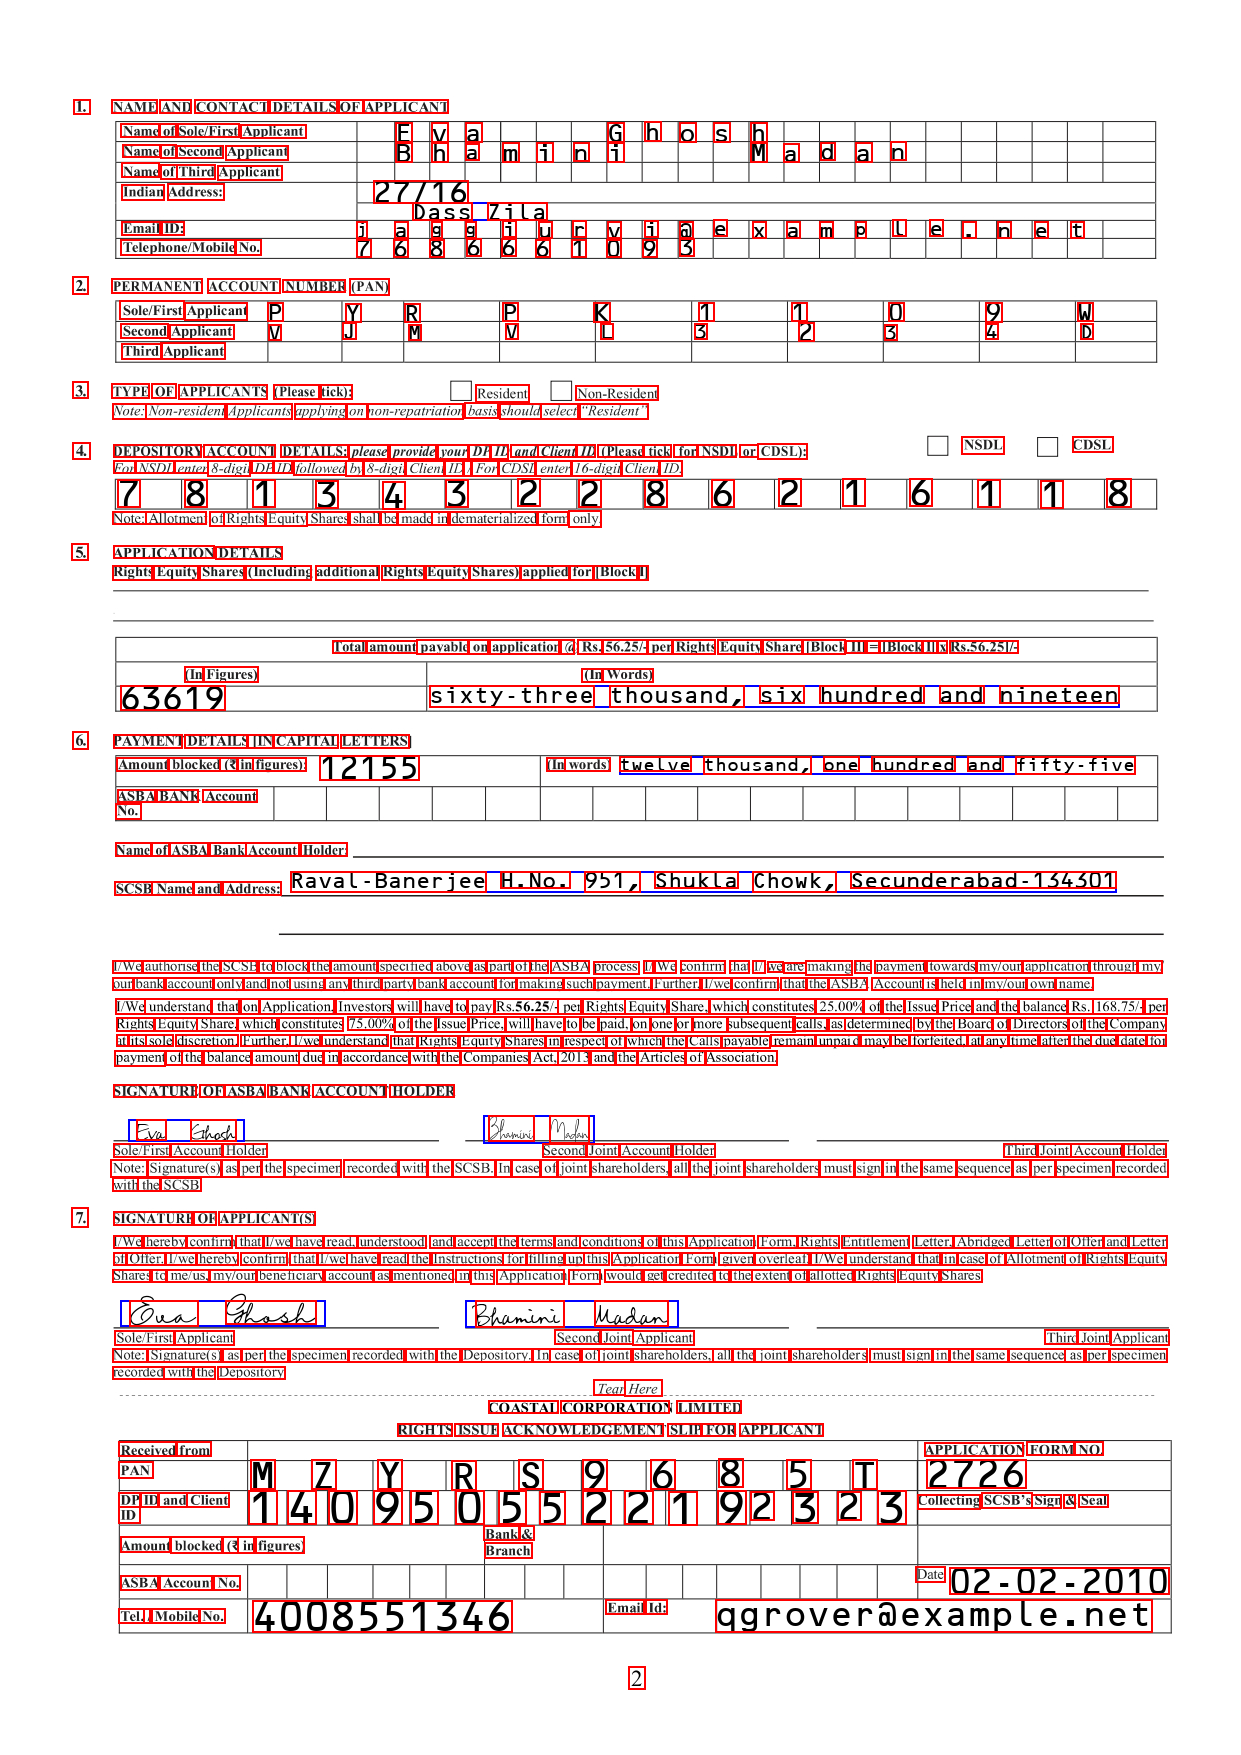 1. NAME AND CONTACT DETAILS OF APPLICANT
Name of Sole/First Applicant Eva Ghosh
Name of Second Applicant Bhamini Madan
Name of Third Applicant
Indian Address: 27/16
Dass Zila
Email ID: jaggiurvi@example.net
Telephone/Mobile No. 7686661093
2. PERMANENT ACCOUNT NUMBER (PAN)
Sole/First Applicant P Y R P K 1 1 0 9 W
Second Applicant V J M V L 3 2 3 4 D
Third Applicant
3. TYPE OF APPLICANTS (Please tick): Resident Non-Resident
Note: Non-resident Applicants applying on non-repatriation basis should select "Resident"
4. DEPOSITORY ACCOUNT DETAILS: please provide your DP ID and Client ID (Please tick for NSDL or CDSL): NSDL CDSL
For NSDL enter 8-digit DP ID followed by 8-digit Client ID / For CDSL enter 16-digit Client ID.
7 8 1 3 4 3 2 2 8 6 2 1 6 1 1 8
Note: Allotment of Rights Equity Shares shall be made in dematerialized form only.
5. APPLICATION DETAILS
Rights Equity Shares (Including additional Rights Equity Shares) applied for [Block I]
Total amount payable on application @ Rs. 56.25/- per Rights Equity Share [Block II] = [Block I] x Rs.56.25]/-
(In Figures) (In Words)
63619 sixty-three thousand, six hundred and nineteen
6. PAYMENT DETAILS [IN CAPITAL LETTERS]
Amount blocked (₹ in figures): 12155 (In words) twelve thousand, one hundred and fifty-five
ASBA BANK Account
No.
Name of ASBA Bank Account Holder:
SCSB Name and Address: Raval-Banerjee H.No. 951, Shukla Chowk, Secunderabad-134301
I/We authorise the SCSB to block the amount specified above as part of the ASBA process. I/We confirm that I/ we are making the payment towards my/our application through my/
our bank account only and not using any third party bank account for making such payment. Further, I/we confirm that the ASBA Account is held in my/our own name.
I/We understand that on Application, Investors will have to pay Rs.56.25/- per Rights Equity Share, which constitutes 25.00% of the Issue Price and the balance Rs. 168.75/- per
Rights Equity Share, which constitutes 75.00% of the Issue Price, will have to be paid, on one or more subsequent calls, as determined by the Board of Directors of the Company
at its sole discretion. Further, I/we understand that Rights Equity Shares in respect of which the Calls payable remain unpaid may be forfeited, at any time after the due date for
payment of the balance amount due in accordance with the Companies Act, 2013 and the Articles of Association.
SIGNATURE OF ASBA BANK ACCOUNT HOLDER
Eva Ghosh Bhamini Madan
Sole/First Account Holder Second Joint Account Holder Third Joint Account Holder
Note: Signature(s) as per the specimen recorded with the SCSB. In case of joint shareholders, all the joint shareholders must sign in the same sequence as per specimen recorded
with the SCSB
7. SIGNATURE OF APPLICANT(S)
I/We hereby confirm that I/we have read, understood and accept the terms and conditions of this Application Form, Rights Entitlement Letter, Abridged Letter of Offer and Letter
of Offer. I/we hereby confirm that I/we have read the Instructions for filling up this Application Form given overleaf. I/We understand that in case of Allotment of Rights Equity
Shares to me/us, my/our beneficiary account as mentioned in this Application Form would get credited to the extent of allotted Rights Equity Shares
Eva Ghosh Bhamini Madan
Sole/First Applicant Second Joint Applicant Third Joint Applicant
Note: Signature(s) as per the specimen recorded with the Depository. In case of joint shareholders, all the joint shareholders must sign in the same sequence as per specimen
recorded with the Depository
Tear Here
COASTAL CORPORATION LIMITED
RIGHTS ISSUE ACKNOWLEDGEMENT SLIP FOR APPLICANT
Received from APPLICATION FORM NO.
PAN M Z Y R S 9 6 8 5 T 2726
DP ID and Client 1 4 0 9 5 0 5 5 2 2 1 9 2 3 2 3 Collecting SCSB's Sign & Seal
ID
Amount blocked (₹ in figures) Bank &
Branch
ASBA Account No. Date 02-02-2010
Tel./ Mobile No. 4008551346 Email Id: qgrover@example.net
2